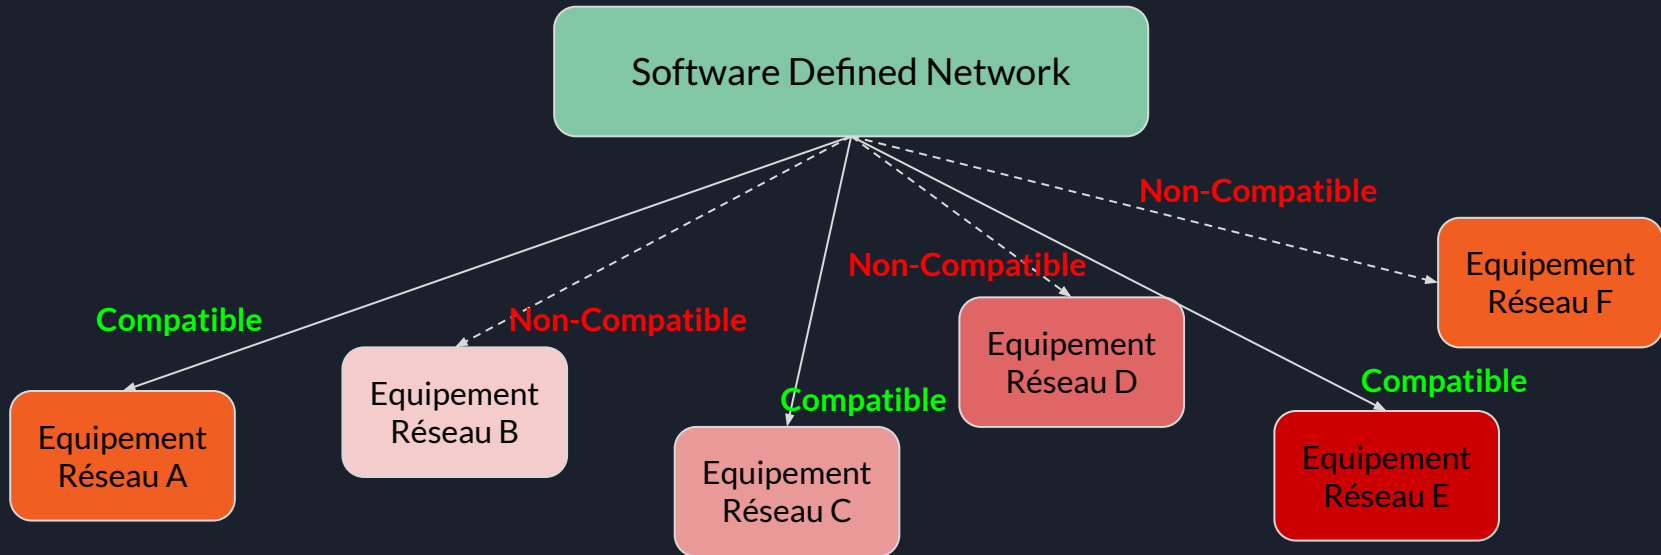 Software Defined Network
Non-Compatible
Non-Compatible
Compatible
Non-Compatible
Compatible
Compatible
Equipement
Réseau A
Equipement
Réseau B
Equipement
Réseau C
Equipement
Réseau D
Equipement
Réseau E
Equipement
Réseau F